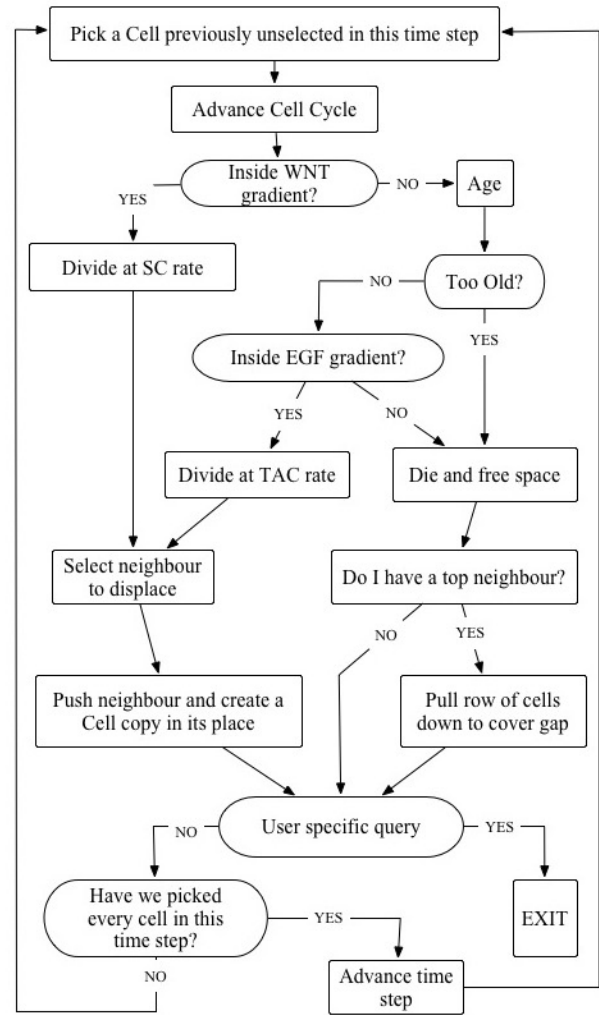 Pick a Cell previously unselected in this time step
Advance Cell Cycle
Inside WNT
gradient?
NO
Age
YES
Divide at SC rate
Too Old?
NO
YES
Inside EGF gradient?
YES
NO
Divide at TAC rate
Die and free space
Select neighbour
to displace
Do I have a top neighbour?
NO
YES
Push neighbour and create a
Cell copy in its place
Pull row of cells
down to cover gap
User specific query
NO
YES
Have we picked
every cell in this
time step?
YES
EXIT
NO
Advance time
step